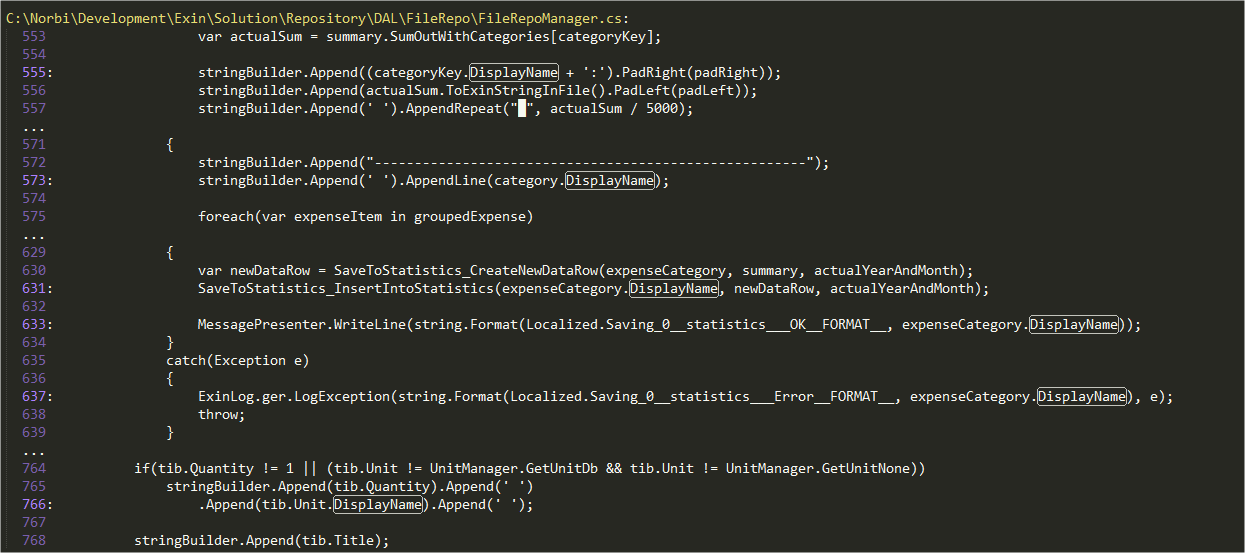 C:\Norbi\Development\Exin\Solution\Repository\DAL\FileRepo\FileRepoManager.cs:
553                   var actualSum = summary.SumOutWithCategories[categoryKey];
554
555:                  stringBuilder.Append((categoryKey.DisplayName + ':').PadRight(padRight));
556                   stringBuilder.Append(actualSum.ToExinStringInFile().PadLeft(padLeft));
557                   stringBuilder.Append(' ').AppendRepeat("█", actualSum / 5000);
...
571               {
572                   stringBuilder.Append("------------------------------------------------------");
573:                  stringBuilder.Append(' ').AppendLine(category.DisplayName);
574
575                   foreach(var expenseItem in groupedExpense)
...
629               {
630                   var newDataRow = SaveToStatistics_CreateNewDataRow(expenseCategory, summary, actualYearAndMonth);
631:                  SaveToStatistics_InsertIntoStatistics(expenseCategory.DisplayName, newDataRow, actualYearAndMonth);
632
633:                  MessagePresenter.WriteLine(string.Format(Localized.Saving_0__statistics___OK__FORMAT__, expenseCategory.DisplayName));
634               }
635               catch(Exception e)
636               {
637:                  ExinLog.ger.LogException(string.Format(Localized.Saving_0__statistics___Error__FORMAT__, expenseCategory.DisplayName), e);
638                   throw;
639               }
...
764           if(tib.Quantity != 1 || (tib.Unit != UnitManager.GetUnitDb && tib.Unit != UnitManager.GetUnitNone))
765               stringBuilder.Append(tib.Quantity).Append(' ')
766:                  .Append(tib.Unit.DisplayName).Append(' ');
767
768           stringBuilder.Append(tib.Title);